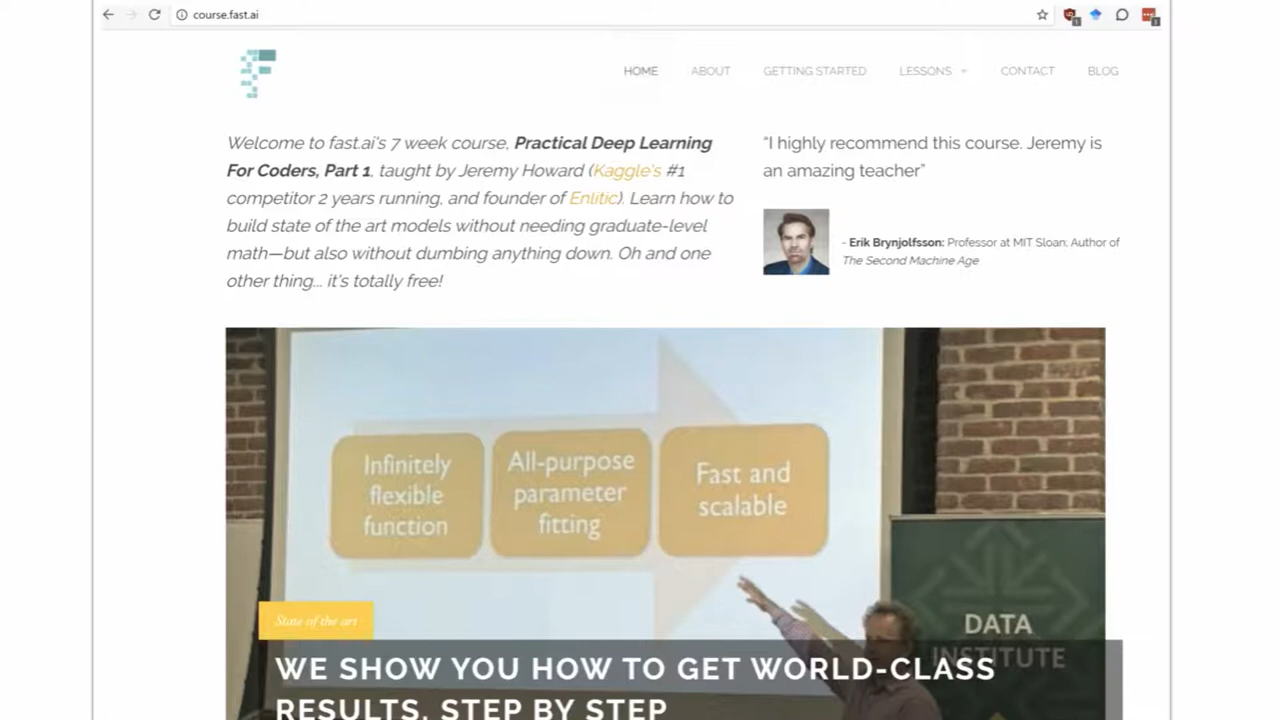 course.fast.ai
HOME
ABOUT
GETTING STARTED
LESSONS
CONTACT
BLOG
Welcome to fast.ai's 7 week course, Practical Deep Learning
For Coders, Part 1, taught by Jeremy Howard (Kaggle's #1
competitor 2 years running, and founder of Enlitic). Learn how to
build state of the art models without needing graduate-level
math—but also without dumbing anything down. Oh and one
other thing... it's totally free!
“I highly recommend this course. Jeremy is
an amazing teacher”
- Erik Brynjolfsson: Professor at MIT Sloan; Author of
The Second Machine Age
Infinitely
flexible
function
All-purpose
parameter
fitting
Fast and
scalable
DATA
INSTITUTE
State of the art
WE SHOW YOU HOW TO GET WORLD-CLASS
RESULTS, STEP BY STEP